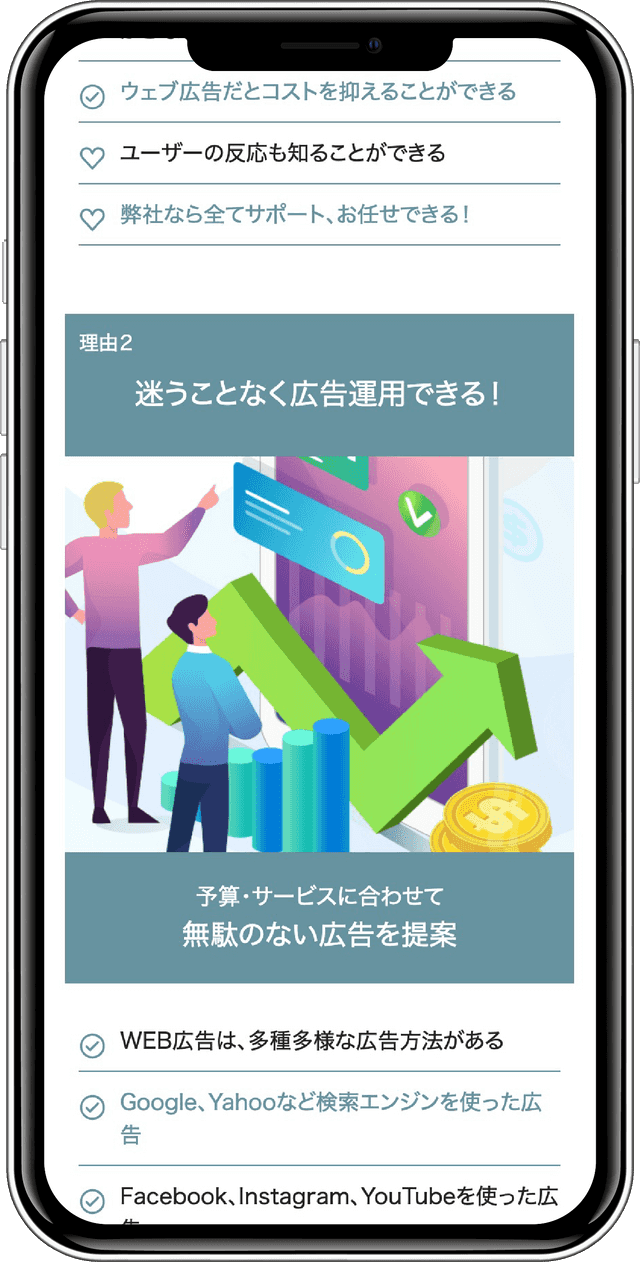 ウェブ広告だとコストを抑えることができる
ユーザーの反応も知ることができる
弊社なら全てサポート、お任せできる！
理由2
迷うことなく広告運用できる！
予算・サービスに合わせて
無駄のない広告を提案
WEB広告は、多種多様な広告方法がある
Google、Yahooなど検索エンジンを使った広
告
Facebook、Instagram、YouTubeを使った広